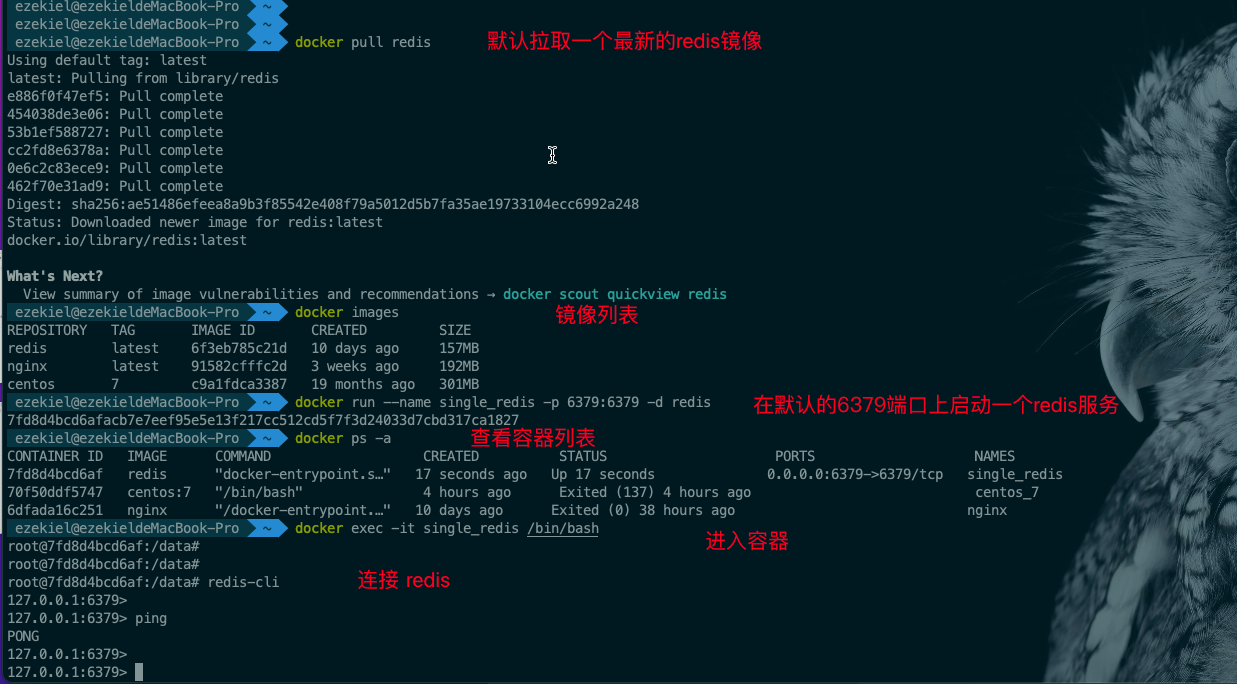 ezekiel@ezekieldeMacBook-Pro ~
ezekiel@ezekieldeMacBook-Pro ~
ezekiel@ezekieldeMacBook-Pro ~ docker pull redis 默认拉取一个最新的redis镜像
Using default tag: latest
latest: Pulling from library/redis
e886f0f47ef5: Pull complete
454038de3e06: Pull complete
53b1ef588727: Pull complete
cc2fd8e6378a: Pull complete
0e6c2c83ece9: Pull complete
462f70e31ad9: Pull complete
Digest: sha256:ae51486efeea8a9b3f85542e408f79a5012d5b7fa35ae19733104ecc6992a248
Status: Downloaded newer image for redis:latest
docker.io/library/redis:latest
What's Next?
View summary of image vulnerabilities and recommendations → docker scout quickview redis
ezekiel@ezekieldeMacBook-Pro ~ docker images 镜像列表
REPOSITORY TAG IMAGE ID CREATED SIZE
redis latest 6f3eb785c21d 10 days ago 157MB
nginx latest 91582cfffc2d 3 weeks ago 192MB
centos 7 c9a1fdca3387 19 months ago 301MB
ezekiel@ezekieldeMacBook-Pro ~ docker run --name single_redis -p 6379:6379 -d redis 在默认的6379端口上启动一个redis服务
7fd8d4bcd6afacb7e7eef95e5e13f217cc512cd5f7f3d24033d7cbd317ca1827
ezekiel@ezekieldeMacBook-Pro ~ docker ps -a 查看容器列表
CONTAINER ID IMAGE COMMAND CREATED STATUS PORTS NAMES
7fd8d4bcd6af redis "docker-entrypoint.s…" 17 seconds ago Up 17 seconds 0.0.0.0:6379->6379/tcp single_redis
70f50ddf5747 centos:7 "/bin/bash" 4 hours ago Exited (137) 4 hours ago centos_7
6dfada16c251 nginx "/docker-entrypoint.…" 10 days ago Exited (0) 38 hours ago nginx
ezekiel@ezekieldeMacBook-Pro ~ docker exec -it single_redis /bin/bash
进入容器
root@7fd8d4bcd6af:/data#
root@7fd8d4bcd6af:/data#
root@7fd8d4bcd6af:/data# redis-cli 连接 redis
127.0.0.1:6379>
127.0.0.1:6379> ping
PONG
127.0.0.1:6379>
127.0.0.1:6379>